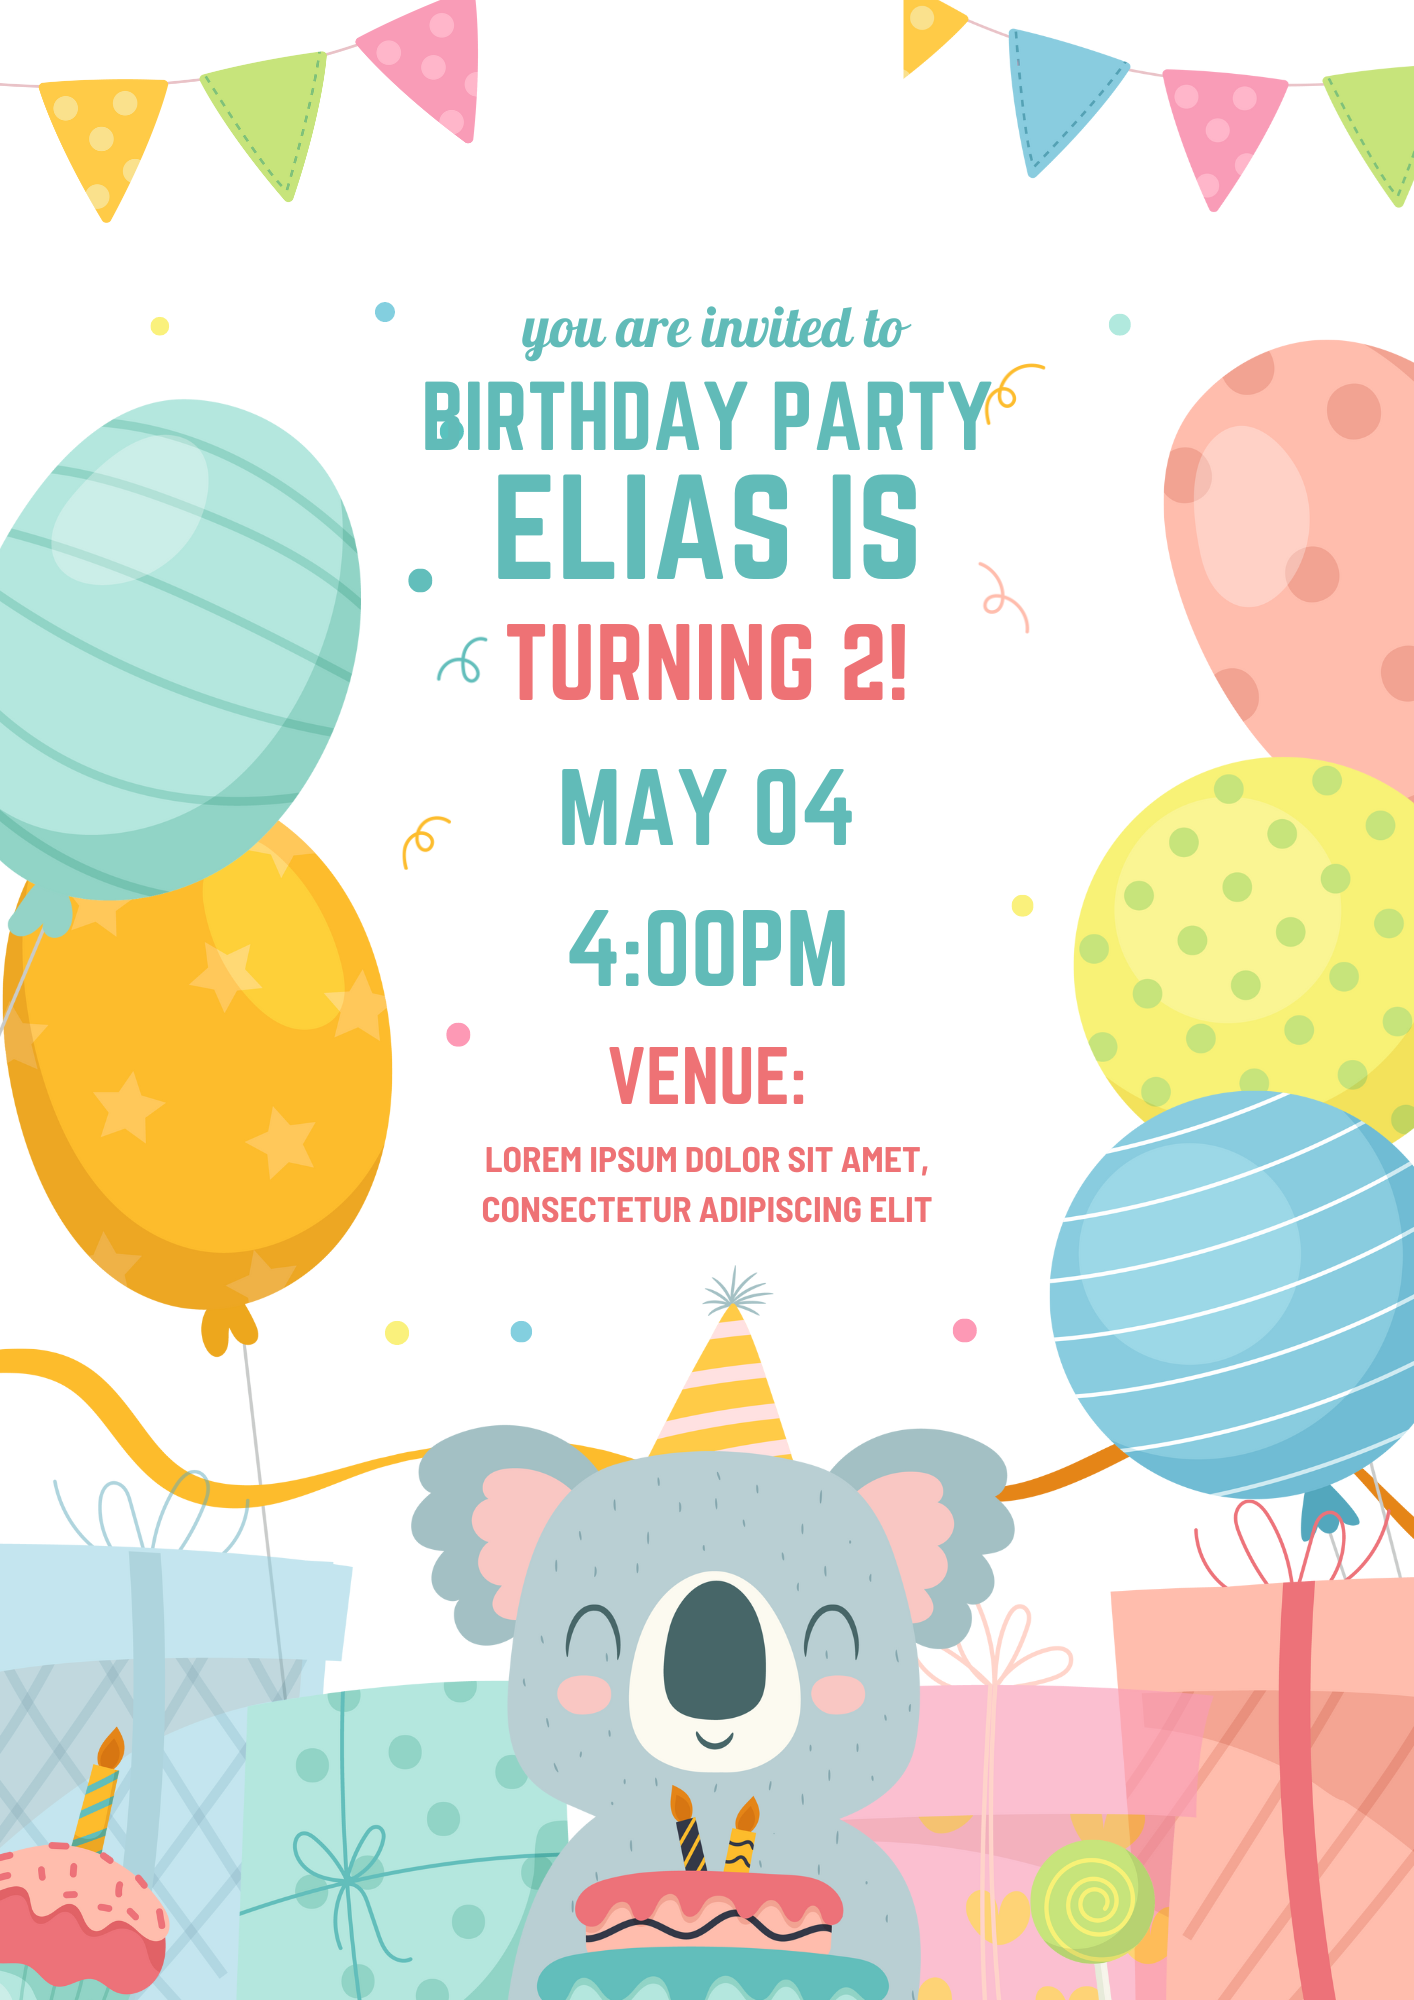 you are invited to
BIRTHDAY PARTY
ELIAS IS
TURNING 2!
MAY 04
4:00PM
VENUE:
LOREM IPSUM DOLOR SIT AMET,
CONSECTETUR ADIPISCING ELIT